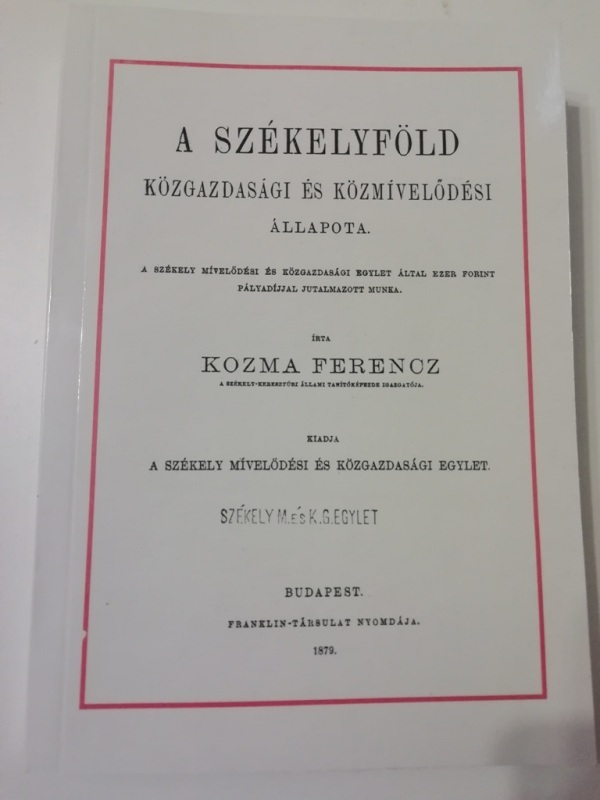 A SZÉKELYFÖLD
KÖZGAZDASÁGI ÉS KÖZMÍVELŐDÉSI
ÁLLAPOTA.
A SZÉKELY MÍVELŐDÉSI ÉS KÖZGAZDASÁGI EGYLET ÁLTAL EZER FORINT
PÁLYADÍJJAL JUTALMAZOTT MUNKA.
ÍRTA
KOZMA FERENCZ
A SZÉKELY-KERESZTÚRI ÁLLAMI TANÍTÓKÉPEZDE IGAZGATÓJA.
KIADJA
A SZÉKELY MÍVELŐDÉSI ÉS KÖZGAZDASÁGI EGYLET.
SZÉKELY M.ÉS K.G.EGYLET
BUDAPEST.
FRANKLIN-TÁRSULAT NYOMDÁJA.
1879.